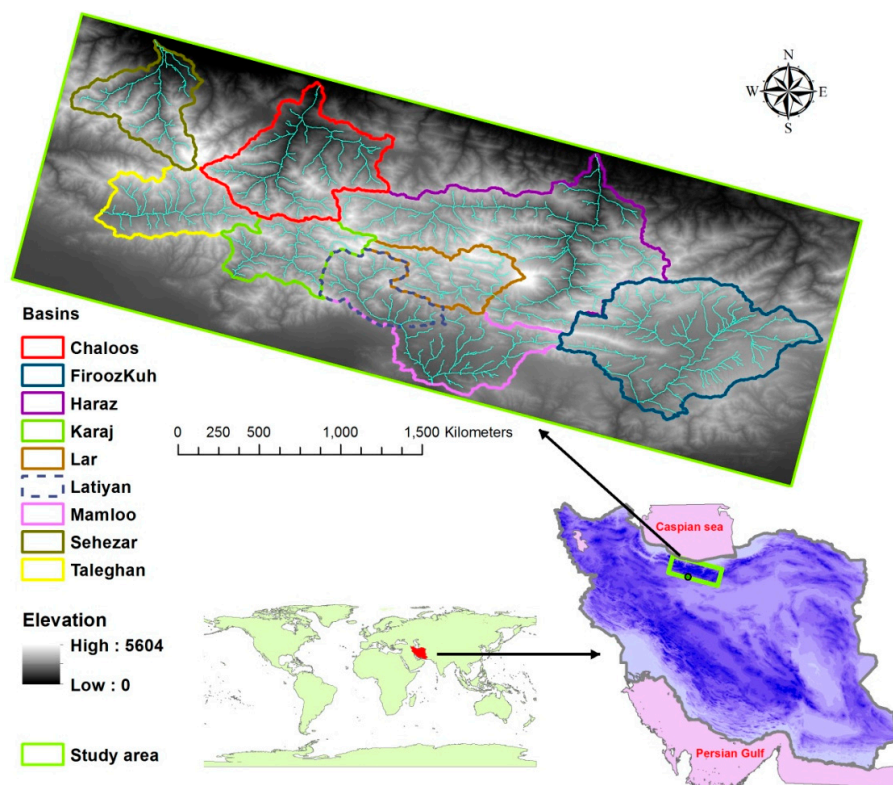 N
W E
S
Basins
Chaloos
FiroozKuh
Haraz
Karaj
Lar
Latiyan
Mamloo
Sehezar
Taleghan
0 250 500 1,000 1,500 Kilometers
Elevation
High : 5604
Low : 0
Study area
Caspian sea
Persian Gulf